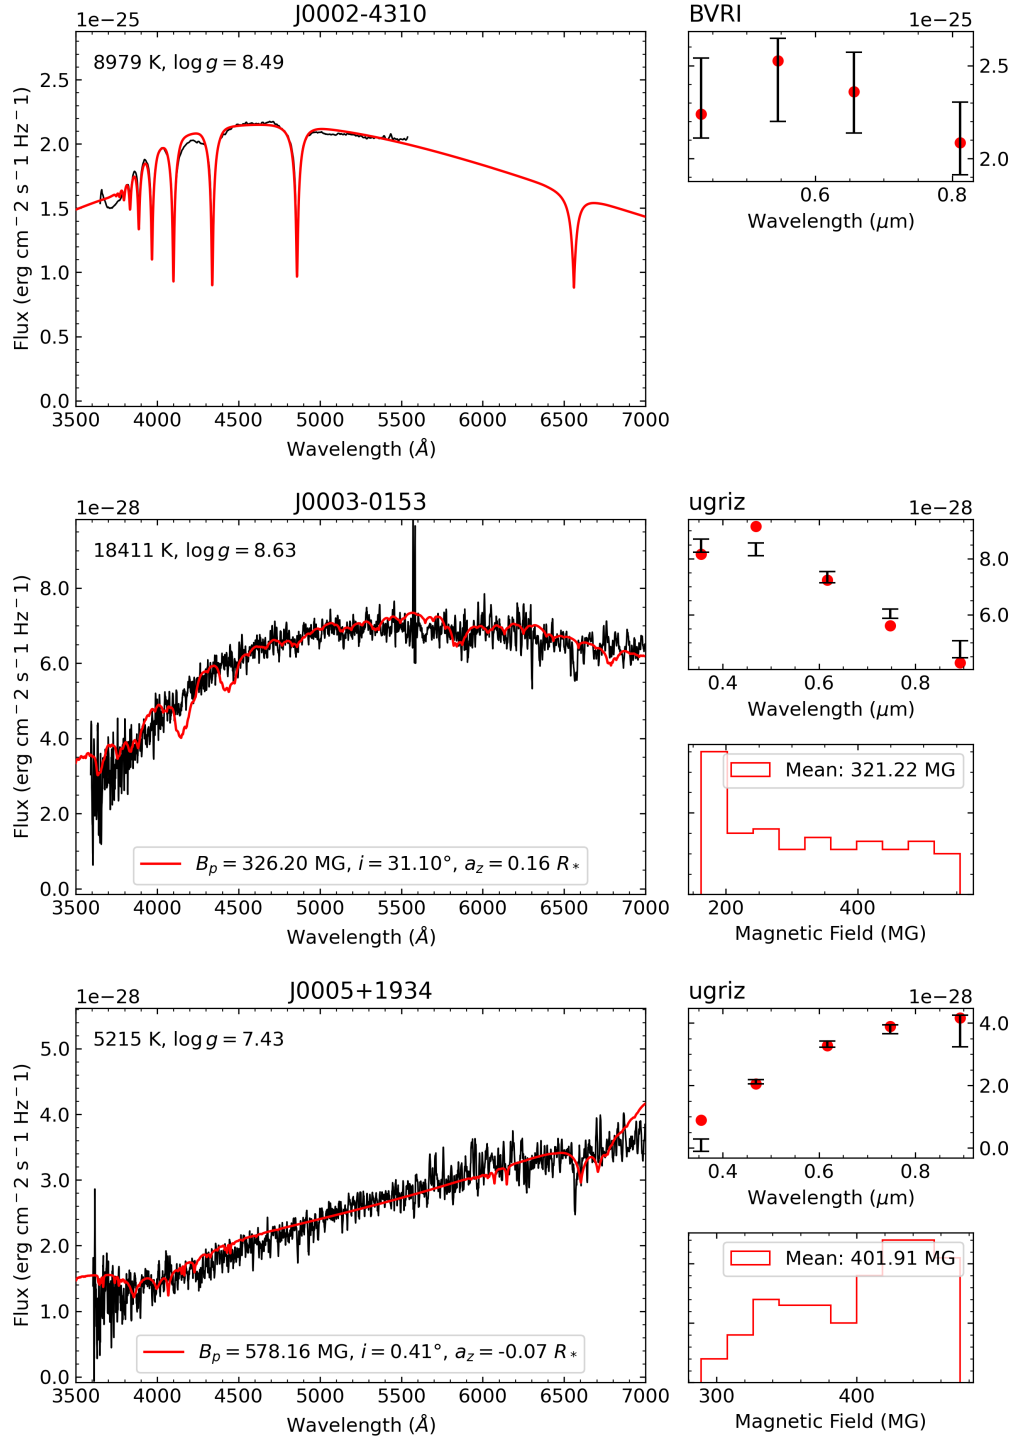 J0002-4310
1e−25
8979 K, log g = 8.49
2.5
2.0
1.5
1.0
0.5
0.0
Flux (erg cm−2 s−1 Hz−1)
3500 4000 4500 5000 5500 6000 6500 7000
Wavelength (Å)
BVRI
1e−25
2.5
2.0
0.6 0.8
Wavelength (μm)
J0003-0153
1e−28
18411 K, log g = 8.63
8.0
6.0
4.0
2.0
0.0
Flux (erg cm−2 s−1 Hz−1)
B_p = 326.20 MG, i = 31.10°, a_z = 0.16 R_*
3500 4000 4500 5000 5500 6000 6500 7000
Wavelength (Å)
ugriz
1e−28
8.0
6.0
0.4 0.6 0.8
Wavelength (μm)
Mean: 321.22 MG
200 400
Magnetic Field (MG)
J0005+1934
1e−28
5215 K, log g = 7.43
5.0
4.0
3.0
2.0
1.0
0.0
Flux (erg cm−2 s−1 Hz−1)
B_p = 578.16 MG, i = 0.41°, a_z = -0.07 R_*
3500 4000 4500 5000 5500 6000 6500 7000
Wavelength (Å)
ugriz
1e−28
4.0
2.0
0.0
0.4 0.6 0.8
Wavelength (μm)
Mean: 401.91 MG
300 400
Magnetic Field (MG)